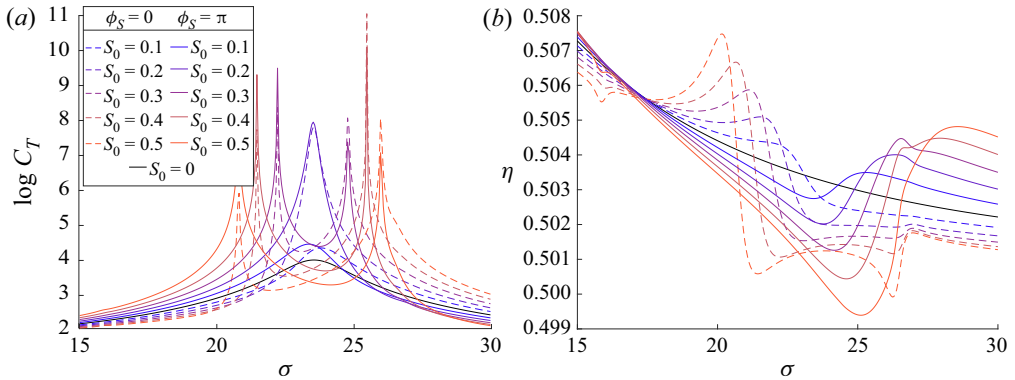 (a)
ϕ_S = 0 ϕ_S = π
S_0 = 0.1 S_0 = 0.1
S_0 = 0.2 S_0 = 0.2
S_0 = 0.3 S_0 = 0.3
S_0 = 0.4 S_0 = 0.4
S_0 = 0.5 S_0 = 0.5
S_0 = 0
log C_T
11
10
9
8
7
6
5
4
3
2
15 20 25 30
σ
(b)
η
0.508
0.507
0.506
0.505
0.504
0.503
0.502
0.501
0.500
0.499
15 20 25 30
σ